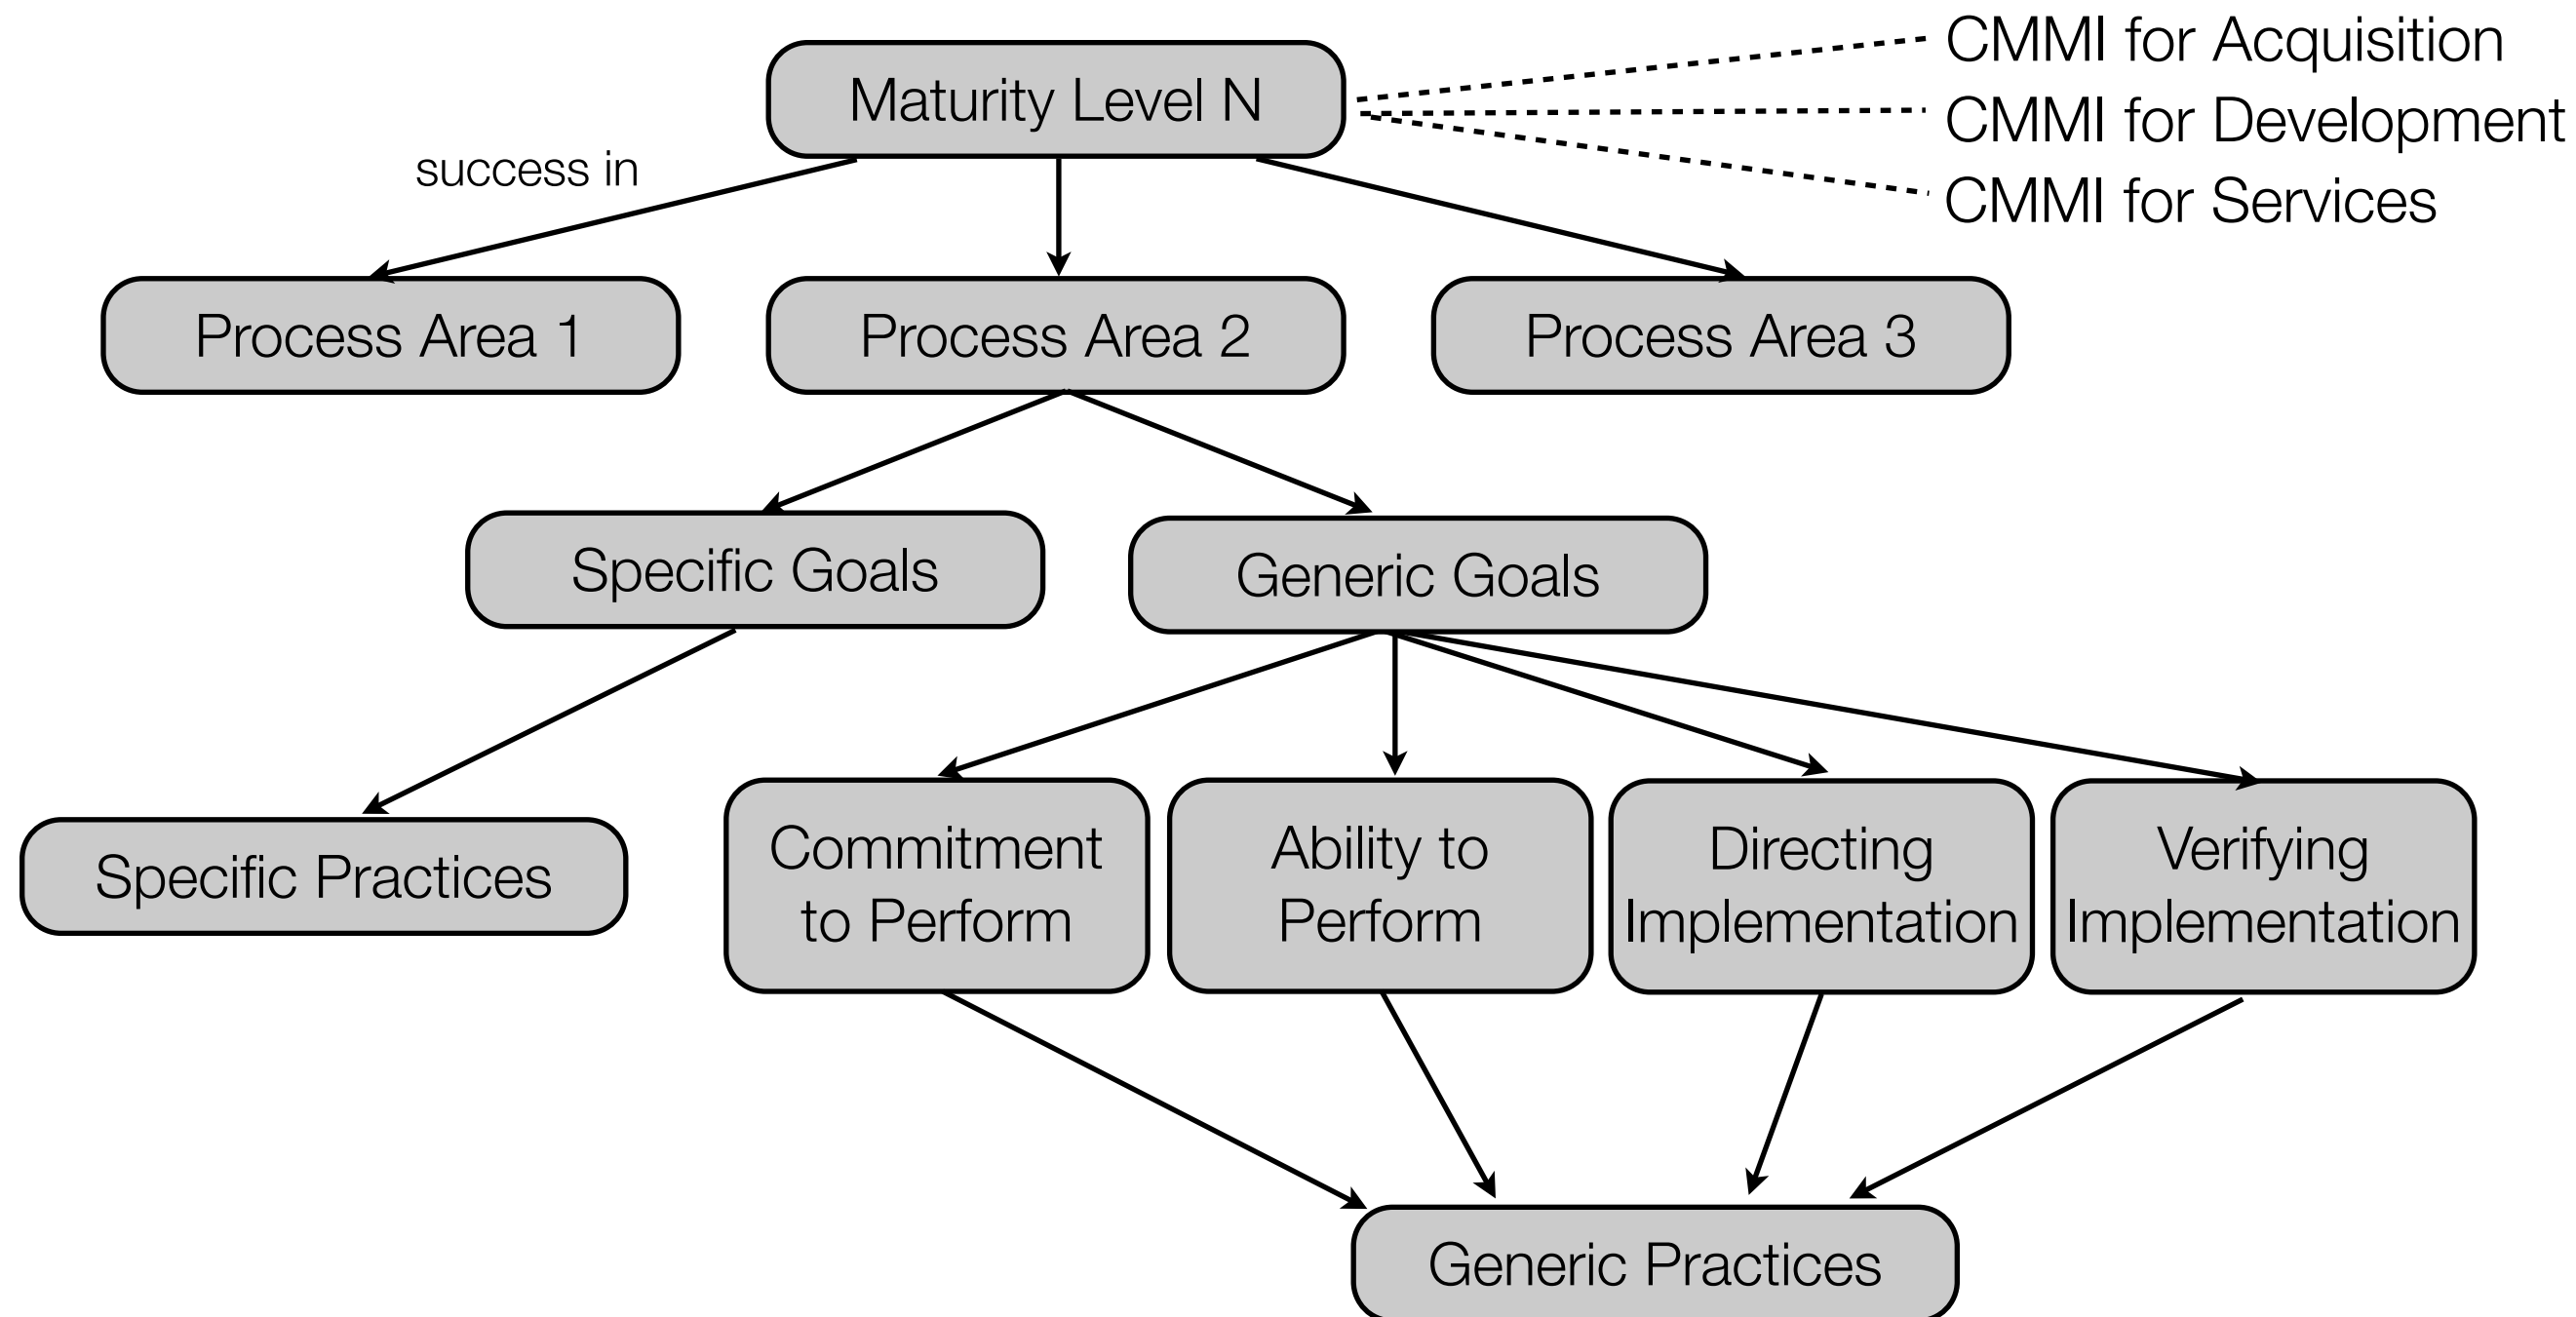 CMMI for Acquisition
Maturity Level N
CMMI for Development
success in
CMMI for Services
Process Area 1
Process Area 2
Process Area 3
Specific Goals
Generic Goals
Specific Practices
Commitment
to Perform
Ability to
Perform
Directing
Implementation
Verifying
Implementation
Generic Practices